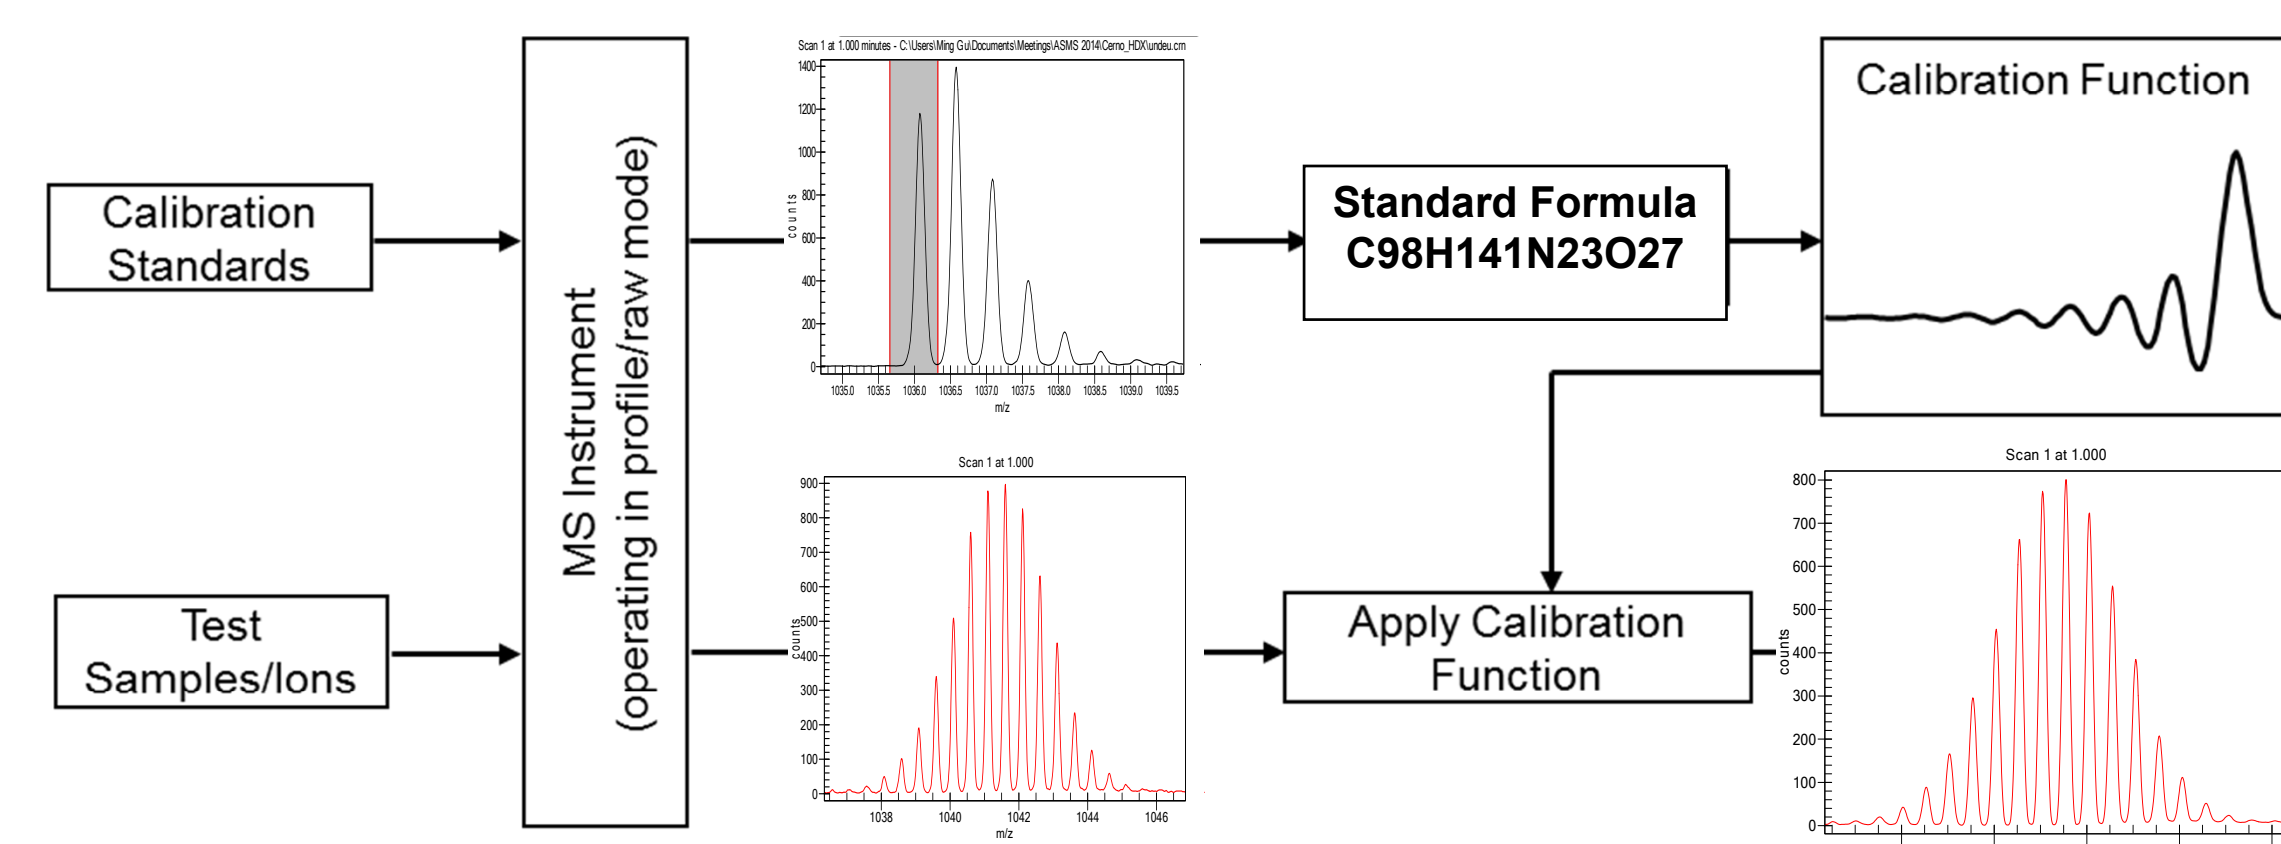 Calibration
Standards
Test
Samples/Ions
MS Instrument
(operating in profile/raw mode)
Scan 1 at 1.000 minutes - C:\Users\Ming Gu\Documents\Meetings\ASMS 2014\Cerno_HDX\undeu.crn
1400
1200
1000
800
600
400
200
0
counts
1035.0 1035.5 1036.0 1036.5 1037.0 1037.5 1038.0 1038.5 1039.0 1039.5
m/z
Scan 1 at 1.000
900
800
700
600
500
400
300
200
100
0
counts
1038 1040 1042 1044 1046
m/z
Standard Formula
C98H141N23O27
Calibration Function
Apply Calibration
Function
Scan 1 at 1.000
800
700
600
500
400
300
200
100
0
counts